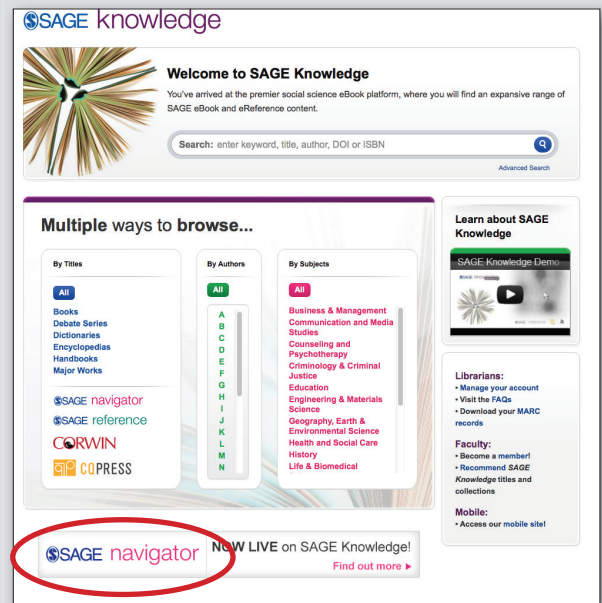 SAGE knowledge
Welcome to SAGE Knowledge
You've arrived at the premier social science eBook platform, where you will find an expansive range of
SAGE eBook and eReference content.
Search: enter keyword, title, author, DOI or ISBN
Advanced Search
Multiple ways to browse...
By Titles
All
Books
Debate Series
Dictionaries
Encyclopedias
Handbooks
Major Works
SAGE navigator
SAGE reference
CORWIN
CQPRESS
By Authors
All
A
B
C
D
E
F
G
H
I
J
K
L
M
N
By Subjects
All
Business & Management
Communication and Media
Studies
Counseling and
Psychotherapy
Criminology & Criminal
Justice
Education
Engineering & Materials
Science
Geography, Earth &
Environmental Science
Health and Social Care
History
Life & Biomedical
Learn about SAGE
Knowledge
SAGE Knowledge Demo
Librarians:
• Manage your account
• Visit the FAQs
• Download your MARC
records
Faculty:
• Become a member!
• Recommend SAGE
Knowledge titles and
collections
Mobile:
• Access our mobile site!
SAGE navigator
NOW LIVE on SAGE Knowledge!
Find out more